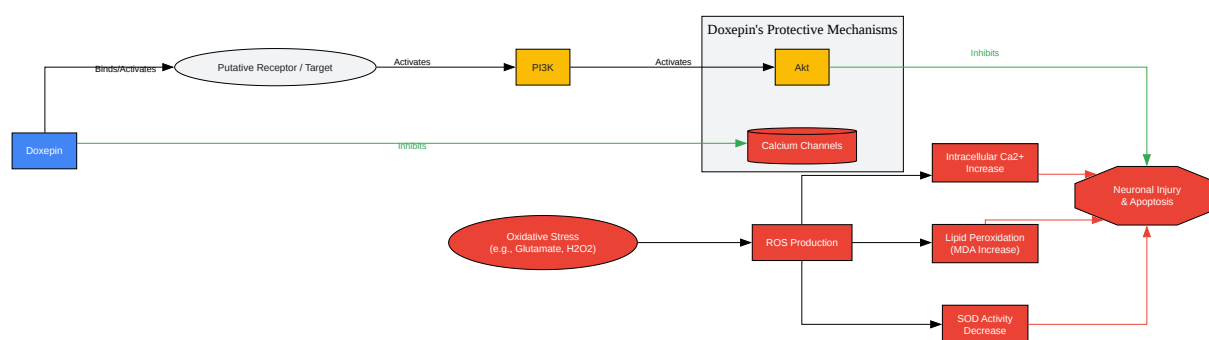 Doxepin's Protective Mechanisms
Binds/Activates
Putative Receptor / Target
Activates
PI3K
Activates
Akt
Inhibits
Doxepin
Inhibits
Calcium Channels
Intracellular Ca2+
Increase
Neuronal Injury
& Apoptosis
Oxidative Stress
(e.g., Glutamate, H2O2)
ROS Production
Lipid Peroxidation
(MDA Increase)
SOD Activity
Decrease